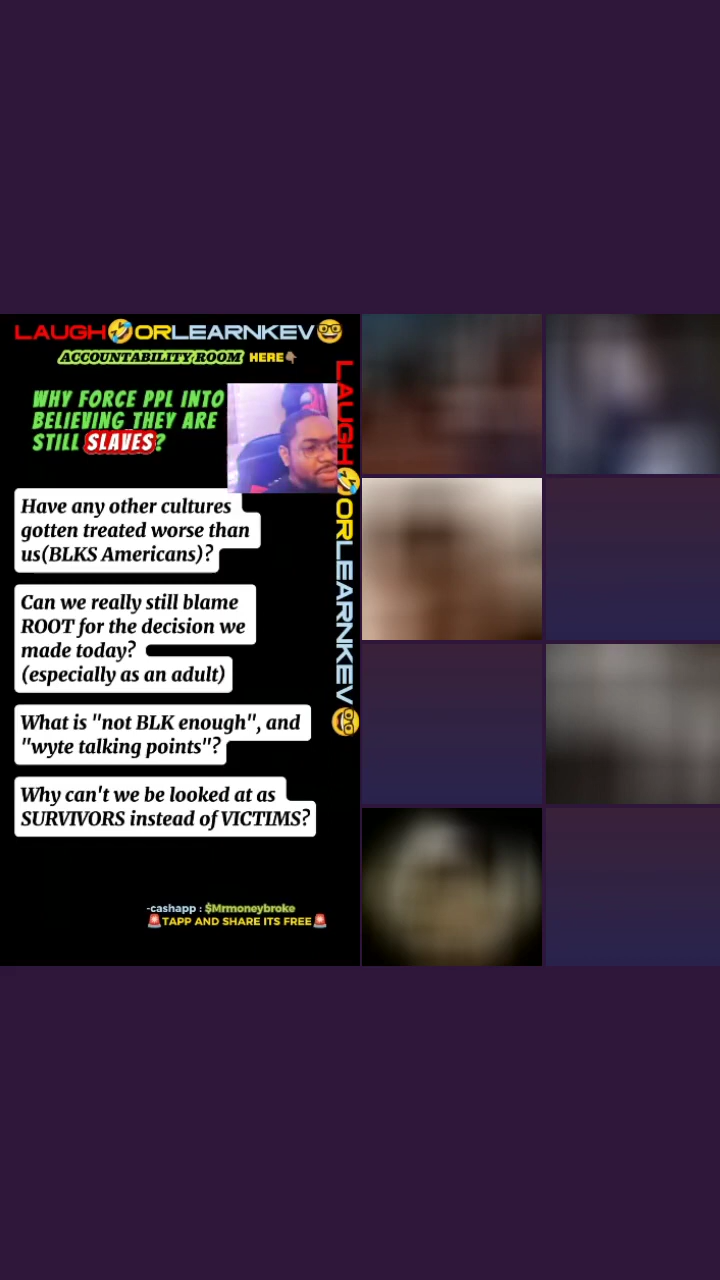 LAUGH🤣ORLEARNKEV🤓
ACCOUNTABILITY ROOM HERE👇🏽
WHY FORCE PPL INTO
BELIEVING THEY ARE
STILL SLAVES?
Have any other cultures
gotten treated worse than
us(BLKS Americans)?
Can we really still blame
ROOT for the decision we
made today?
(especially as an adult)
What is "not BLK enough", and
"wyte talking points"?
Why can't we be looked at as
SURVIVORS instead of VICTIMS?
-cashapp : $Mrmoneybroke
🚨TAPP AND SHARE ITS FREE🚨
LAUGH🤣ORLEARNKEV🤓